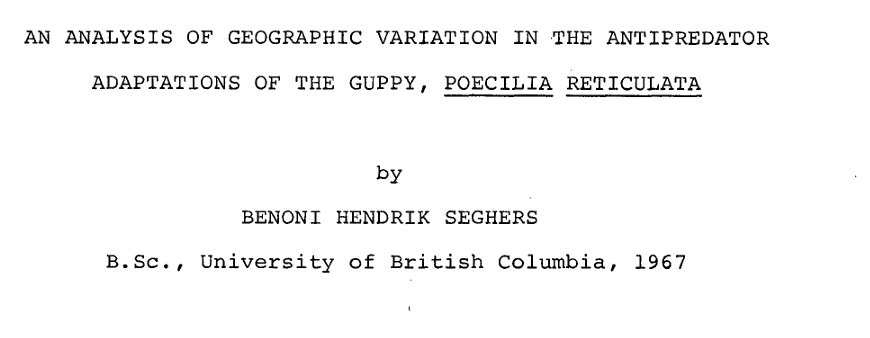 AN ANALYSIS OF GEOGRAPHIC VARIATION IN THE ANTIPREDATOR
ADAPTATIONS OF THE GUPPY, POECILIA RETICULATA
by
BENONI HENDRIK SEGHERS
B.Sc., University of British Columbia, 1967